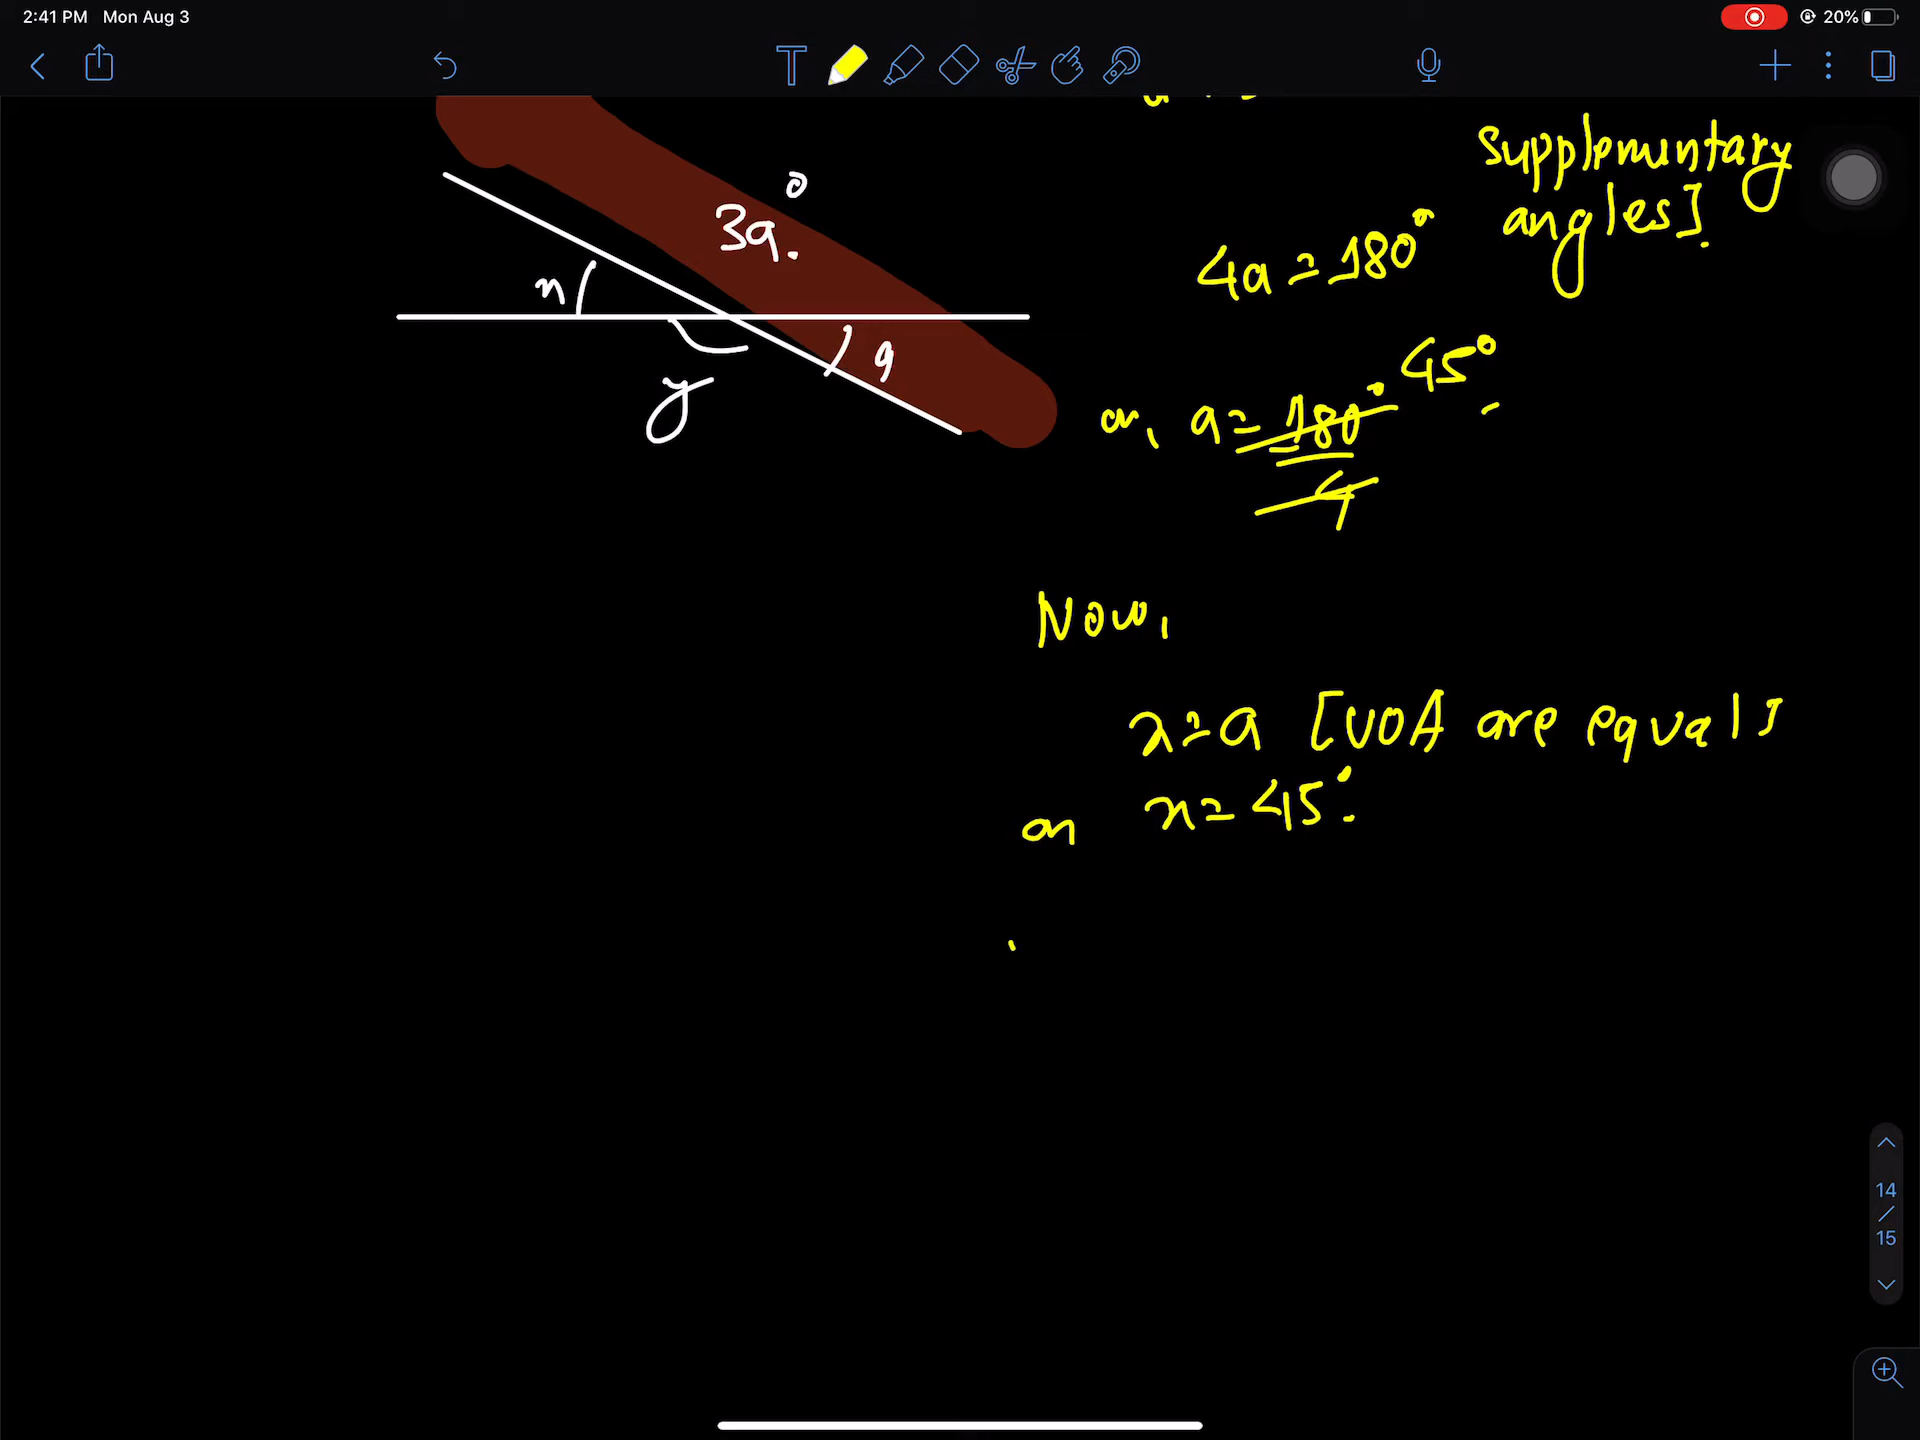 2:41 PM Mon Aug 3
20%
T
Supplementary
angles].
3a°.
4a = 180°
x
a
y
or, a = 180° 45°
4
Now,
x = a [VOA are equal]
or x = 45°.
14
/
15